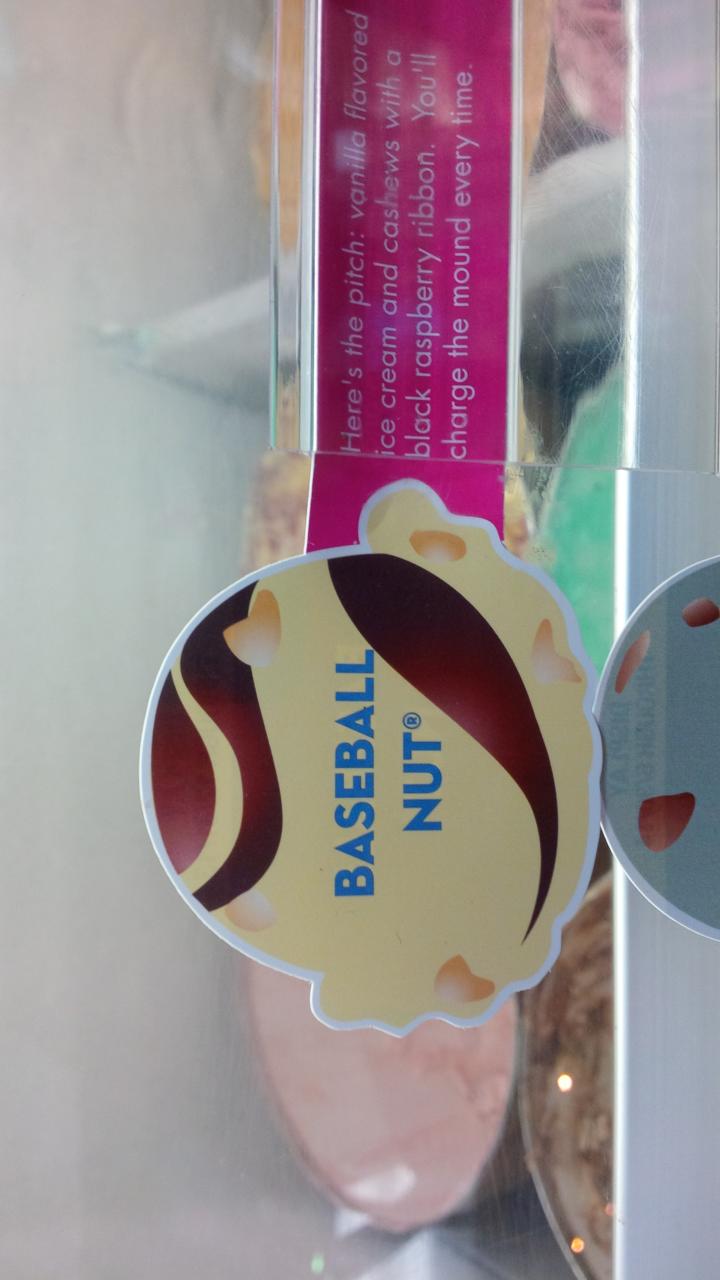 BASEBALL
NUT®
Here's the pitch: vanilla flavored
ice cream and cashews with a
black raspberry ribbon. You'll
charge the mound every time.